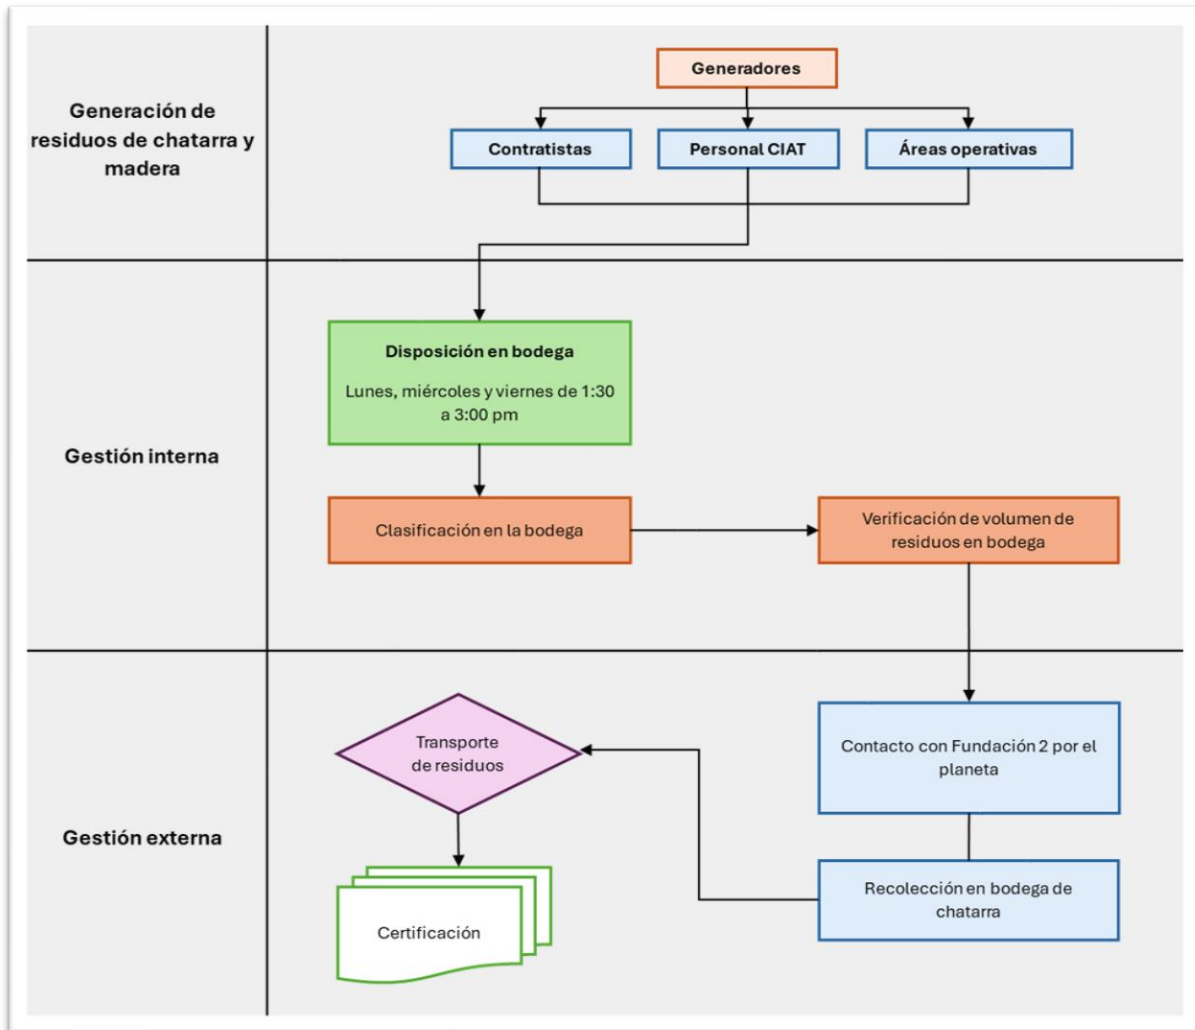 Generación de
residuos de chatarra y
madera
Generadores
Contratistas
Personal CIAT
Áreas operativas
Gestión interna
Disposición en bodega
Lunes, miércoles y viernes de 1:30
a 3:00 pm
Clasificación en la bodega
Verificación de volumen de
residuos en bodega
Gestión externa
Contacto con Fundación 2 por el
planeta
Recolección en bodega de
chatarra
Transporte
de residuos
Certificación